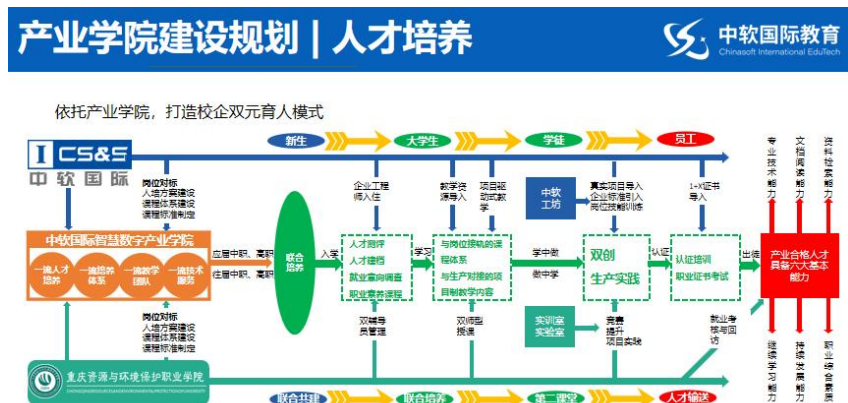 产业学院建设规划 | 人才培养
中软国际教育
Chinasoft International EduTech
依托产业学院，打造校企双元育人模式
新生
大学生
学徒
员工
I CS&S
中软国际
岗位对标
人培方案建设
课程体系建设
课程标准制定
企业工程
师入住
教学资
源导入
项目驱
动式教
学
中软
工坊
真实项目导入
企业标准引入
岗位技能训练
1+X证书
导入
专业技术能力
文档阅读能力
资料检索能力
中软国际智慧数字产业学院
一流人才
培养
一流培养
体系
一流教学
团队
一流技术
服务
应届中职、高职
往届中职、高职
联合
培养
入学
人才测评
人才建档
就业意向调查
职业素养课程
学习
与岗位接轨的课
程体系
与生产对接的项
目制教学内容
学中做
做中学
双创
生产实践
认证
认证培训
职业证书考试
出徒
产业合格人才
具备六大基本
能力
岗位对标
人培方案建设
课程体系建设
课程标准制定
双辅导
员管理
双师型
授课
实训室
实验室
竞赛
提升
项目实践
就业考
核与回
访
继续学习能力
持续发展能力
职业综合素质
重庆资源与环境保护职业学院
联合共建
联合培养
第二课堂
人才输送